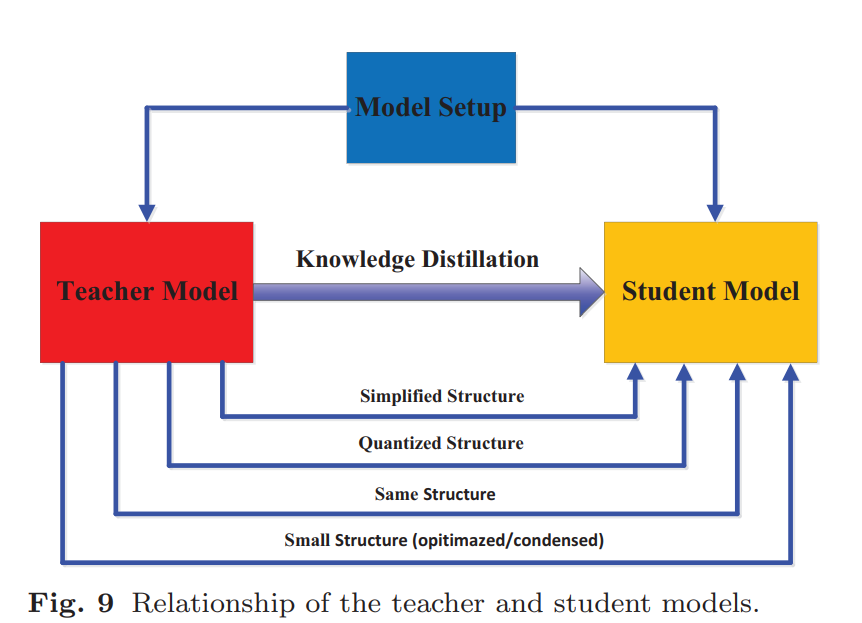 Model Setup
Knowledge Distillation
Teacher Model
Student Model
Simplified Structure
Quantized Structure
Same Structure
Small Structure (opitimazed/condensed)
Fig. 9 Relationship of the teacher and student models.